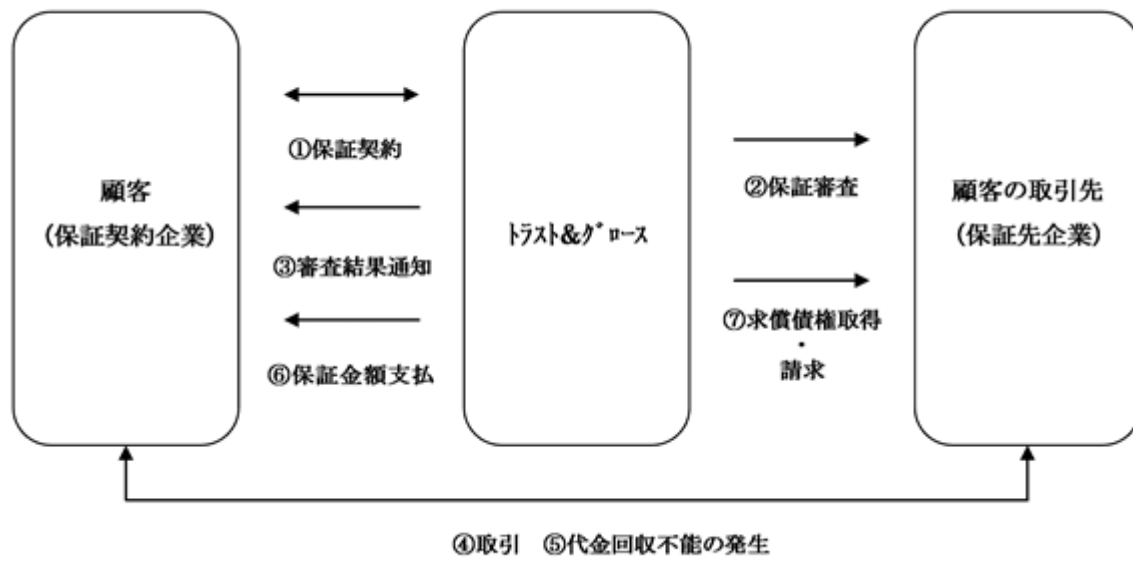 顧客
（保証契約企業）
①保証契約
③審査結果通知
⑥保証金額支払
ﾄﾗｽﾄ&ｸﾞﾛｰｽ
②保証審査
⑦求償債権取得
・
請求
顧客の取引先
（保証先企業）
④取引　⑤代金回収不能の発生